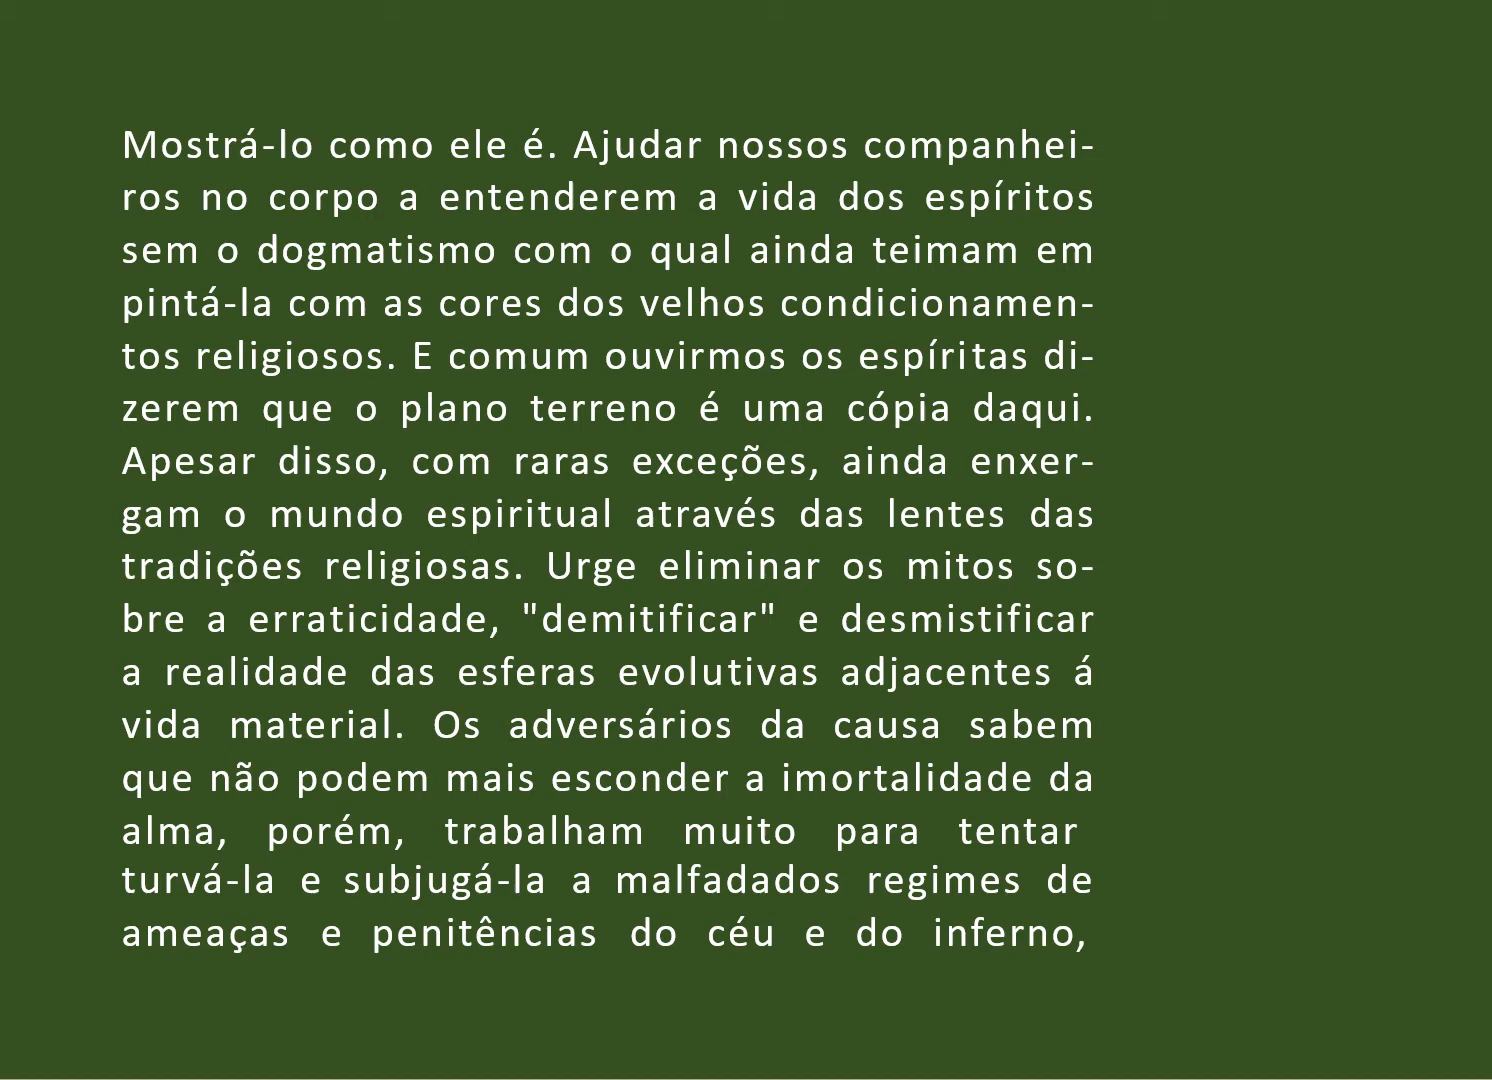 Mostrá-lo como ele é. Ajudar nossos companhei-
ros no corpo a entenderem a vida dos espíritos
sem o dogmatismo com o qual ainda teimam em
pintá-la com as cores dos velhos condicionamen-
tos religiosos. E comum ouvirmos os espíritas di-
zerem que o plano terreno é uma cópia daqui.
Apesar disso, com raras exceções, ainda enxer-
gam o mundo espiritual através das lentes das
tradições religiosas. Urge eliminar os mitos so-
bre a erraticidade, "demitificar" e desmistificar
a realidade das esferas evolutivas adjacentes á
vida material. Os adversários da causa sabem
que não podem mais esconder a imortalidade da
alma, porém, trabalham muito para tentar
turvá-la e subjugá-la a malfadados regimes de
ameaças e penitências do céu e do inferno,